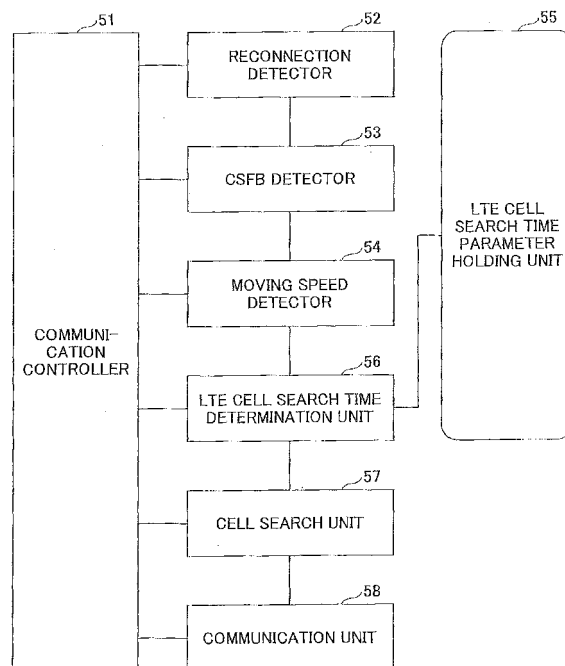 51
COMMUNI-
CATION
CONTROLLER
52
RECONNECTION
DETECTOR
53
CSFB DETECTOR
54
MOVING SPEED
DETECTOR
56
LTE CELL SEARCH TIME
DETERMINATION UNIT
57
CELL SEARCH UNIT
58
COMMUNICATION UNIT
55
LTE CELL
SEARCH TIME
PARAMETER
HOLDING UNIT